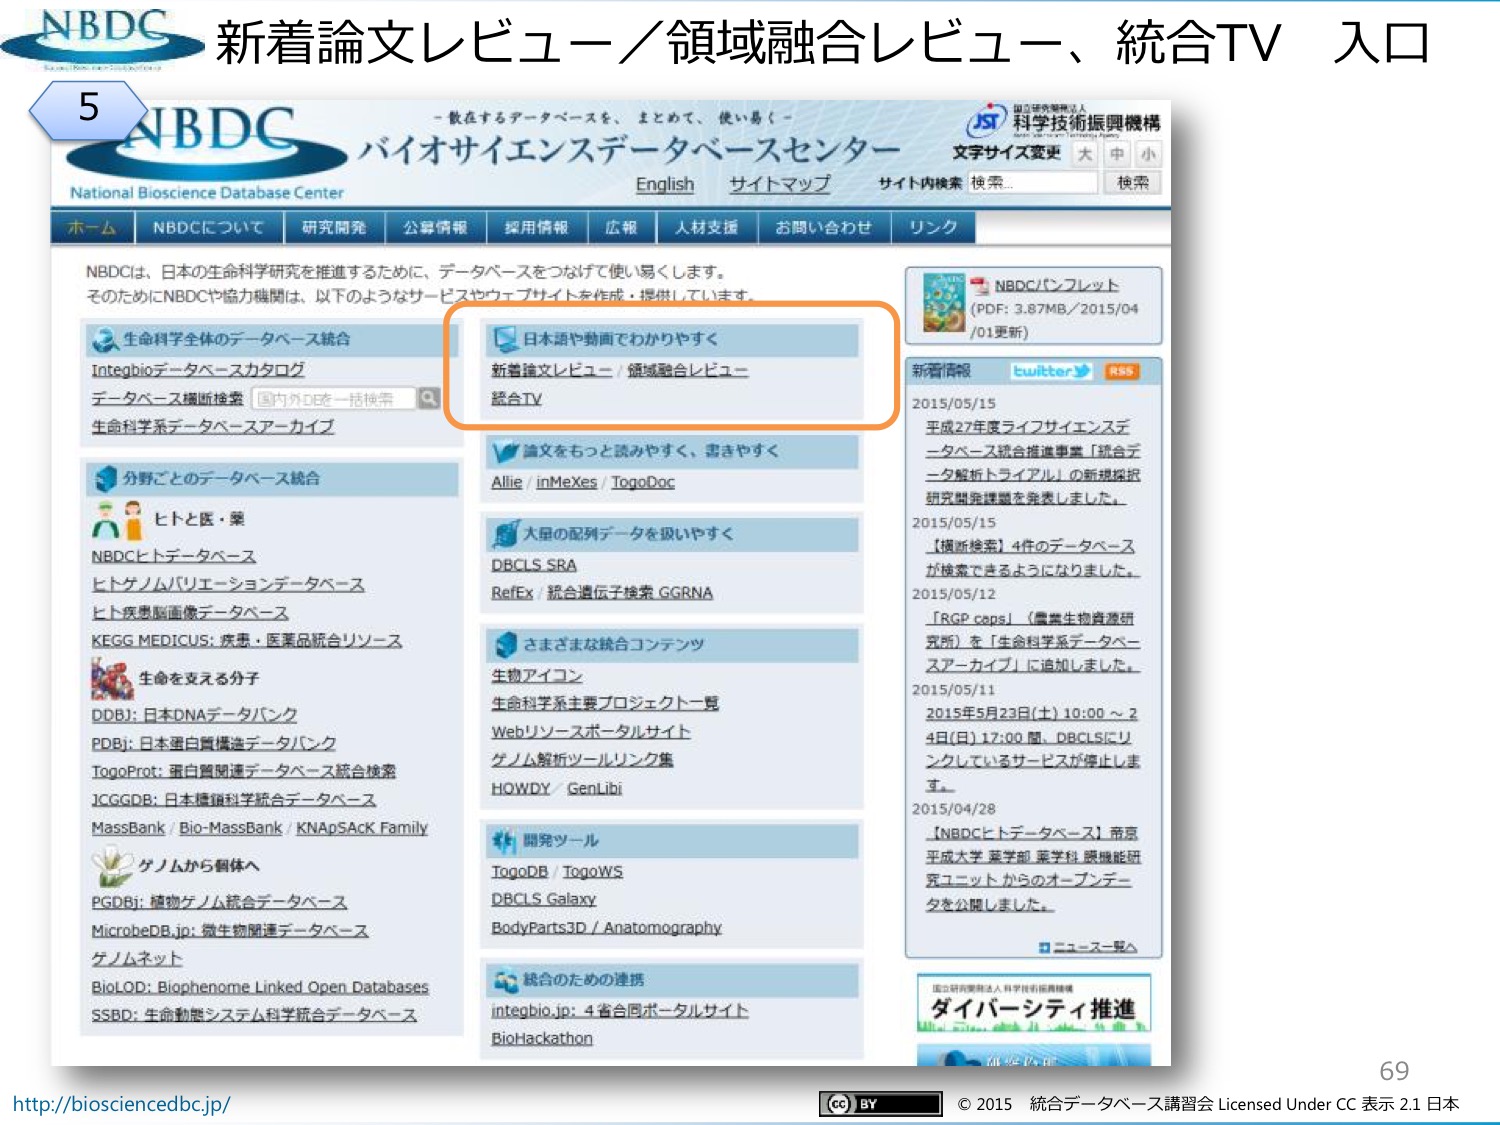 NBDC
新着論文レビュー／領域融合レビュー、統合TV　入口
5
NBDC
National Bioscience Database Center
- 散在するデータベースを、まとめて、使い易く -
バイオサイエンスデータベースセンター
English　サイトマップ
JST 国立研究開発法人
科学技術振興機構
文字サイズ変更 大 中 小
サイト内検索 検索... 検索
ホーム NBDCについて 研究開発 公募情報 採用情報 広報 人材支援 お問い合わせ リンク
NBDCは、日本の生命科学研究を推進するために、データベースをつなげて使い易くします。
そのためにNBDCや協力機関は、以下のようなサービスやウェブサイトを作成・提供しています。
生命科学全体のデータベース統合
Integbioデータベースカタログ
データベース横断検索 国内外DBを一括検索
生命科学系データベースアーカイブ
分野ごとのデータベース統合
ヒトと医・薬
NBDCヒトデータベース
ヒトゲノムバリエーションデータベース
ヒト疾患脳画像データベース
KEGG MEDICUS: 疾患・医薬品統合リソース
生命を支える分子
DDBJ: 日本DNAデータバンク
PDBj: 日本蛋白質構造データバンク
TogoProt: 蛋白質関連データベース統合検索
JCGGDB: 日本糖鎖科学統合データベース
MassBank / Bio-MassBank / KNApSAcK Family
ゲノムから個体へ
PGDBj: 植物ゲノム統合データベース
MicrobeDB.jp: 微生物関連データベース
ゲノムネット
BioLOD: Biophenome Linked Open Databases
SSBD: 生命動態システム科学統合データベース
日本語や動画でわかりやすく
新着論文レビュー / 領域融合レビュー
統合TV
論文をもっと読みやすく、書きやすく
Allie / inMeXes / TogoDoc
大量の配列データを扱いやすく
DBCLS SRA
RefEx / 統合遺伝子検索 GGRNA
さまざまな統合コンテンツ
生物アイコン
生命科学系主要プロジェクト一覧
Webリソースポータルサイト
ゲノム解析ツールリンク集
HOWDY / GenLibi
開発ツール
TogoDB / TogoWS
DBCLS Galaxy
BodyParts3D / Anatomography
統合のための連携
integbio.jp: 4省合同ポータルサイト
BioHackathon
NBDCパンフレット
(PDF: 3.87MB／2015/04
/01更新)
新着情報 twitter RSS
2015/05/15
平成27年度ライフサイエンスデ
ータベース統合推進事業「統合デ
ータ解析トライアル」の新規採択
研究開発課題を発表しました。
2015/05/15
【横断検索】4件のデータベース
が検索できるようになりました。
2015/05/12
「RGP caps」（農業生物資源研
究所）を「生命科学系データベー
スアーカイブ」に追加しました。
2015/05/11
2015年5月23日(土) 10:00 ～ 2
4日(日) 17:00 間、DBCLSにリ
ンクしているサービスが停止しま
す。
2015/04/28
【NBDCヒトデータベース】帝京
平成大学 薬学部 薬学科 膜機能研
究ユニット からのオープンデー
タを公開しました。
ニュース一覧へ
国立研究開発法人科学技術振興機構
ダイバーシティ推進
69
http://biosciencedbc.jp/
cc BY
© 2015　統合データベース講習会 Licensed Under CC 表示 2.1 日本